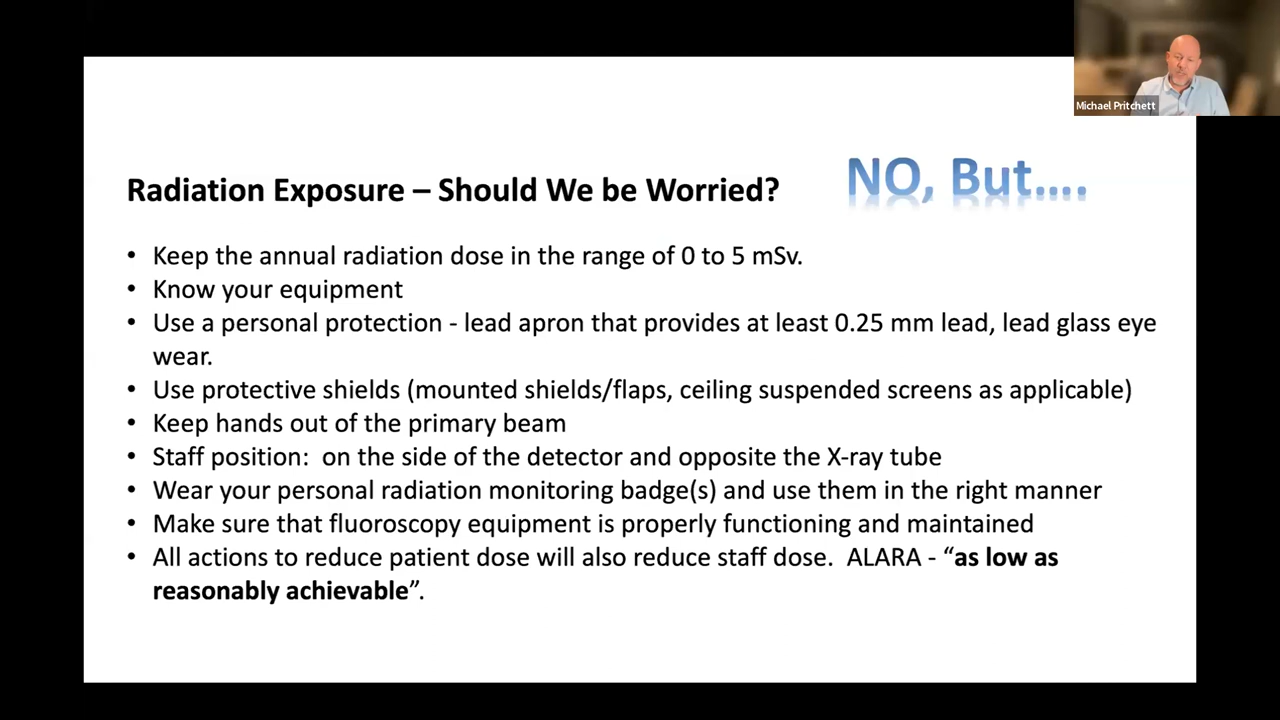 Michael Pritchett
Radiation Exposure – Should We be Worried?
NO, But....
• Keep the annual radiation dose in the range of 0 to 5 mSv.
• Know your equipment
• Use a personal protection - lead apron that provides at least 0.25 mm lead, lead glass eye
wear.
• Use protective shields (mounted shields/flaps, ceiling suspended screens as applicable)
• Keep hands out of the primary beam
• Staff position:  on the side of the detector and opposite the X-ray tube
• Wear your personal radiation monitoring badge(s) and use them in the right manner
• Make sure that fluoroscopy equipment is properly functioning and maintained
• All actions to reduce patient dose will also reduce staff dose.  ALARA - “as low as
reasonably achievable”.